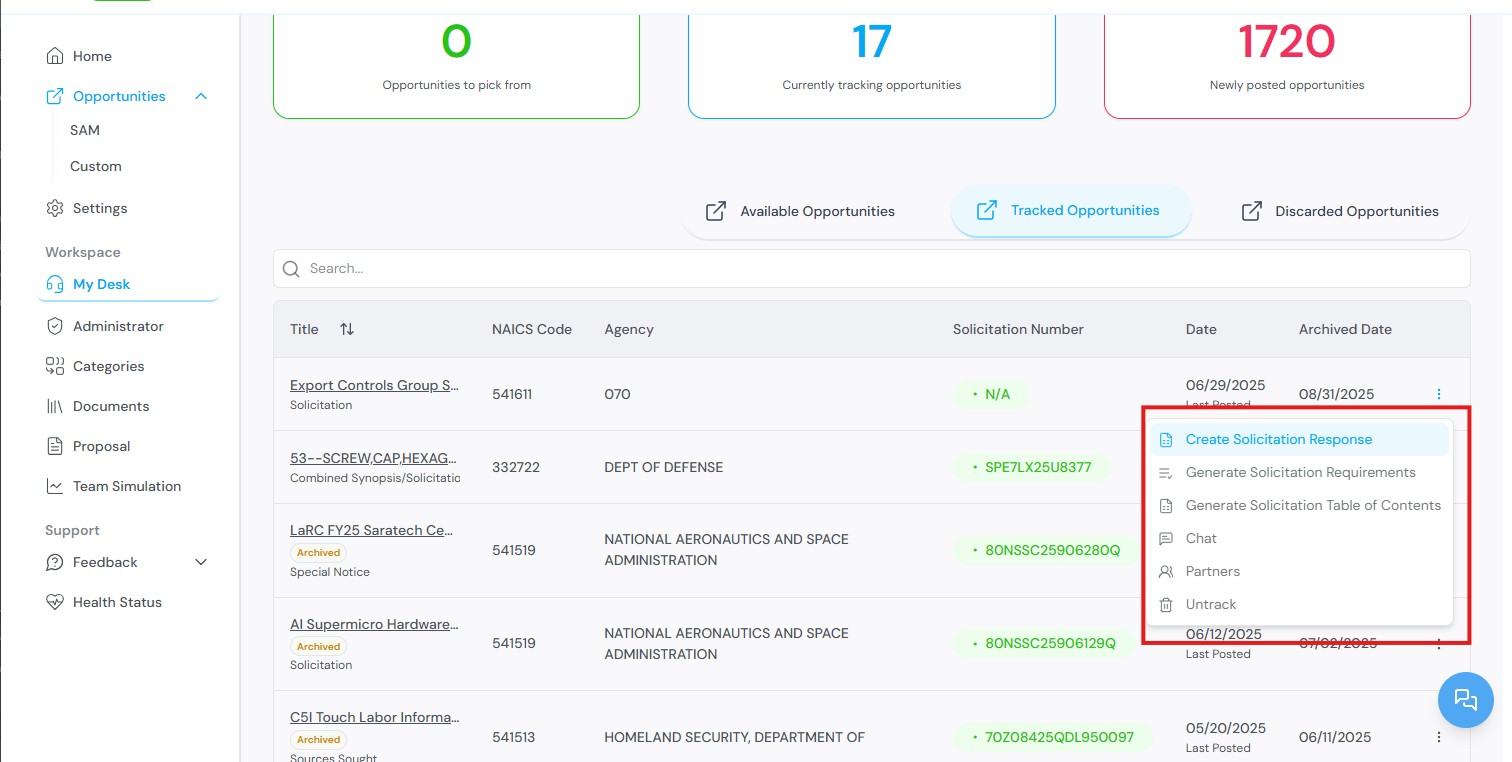 Home
Opportunities
SAM
Custom
Settings
Workspace
My Desk
Administrator
Categories
Documents
Proposal
Team Simulation
Support
Feedback
Health Status
0
Opportunities to pick from
17
Currently tracking opportunities
1720
Newly posted opportunities
Available Opportunities
Tracked Opportunities
Discarded Opportunities
Search...
Title NAICS Code Agency Solicitation Number Date Archived Date
Export Controls Group S...
Solicitation
541611
070
• N/A
06/29/2025
Last Posted
08/31/2025
53--SCREW,CAP,HEXAG...
Combined Synopsis/Solicitatio
332722
DEPT OF DEFENSE
• SPE7LX25U8377
LaRC FY25 Saratech Ce...
Archived
Special Notice
541519
NATIONAL AERONAUTICS AND SPACE
ADMINISTRATION
• 80NSSC25906280Q
AI Supermicro Hardware...
Archived
Solicitation
541519
NATIONAL AERONAUTICS AND SPACE
ADMINISTRATION
• 80NSSC25906129Q
06/12/2025
Last Posted
07/02/2025
C5I Touch Labor Informa...
Archived
Sources Sought
541513
HOMELAND SECURITY, DEPARTMENT OF
• 70Z08425QDL950097
05/20/2025
Last Posted
06/11/2025
Create Solicitation Response
Generate Solicitation Requirements
Generate Solicitation Table of Contents
Chat
Partners
Untrack